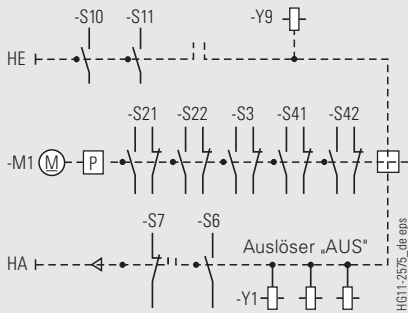 -S10 -S11 -Y9
HE
-S21 -S22 -S3 -S41 -S42
-M1 M P
-S7 -S6
Auslöser „AUS"
HA
-Y1
HG11-2575_de eps